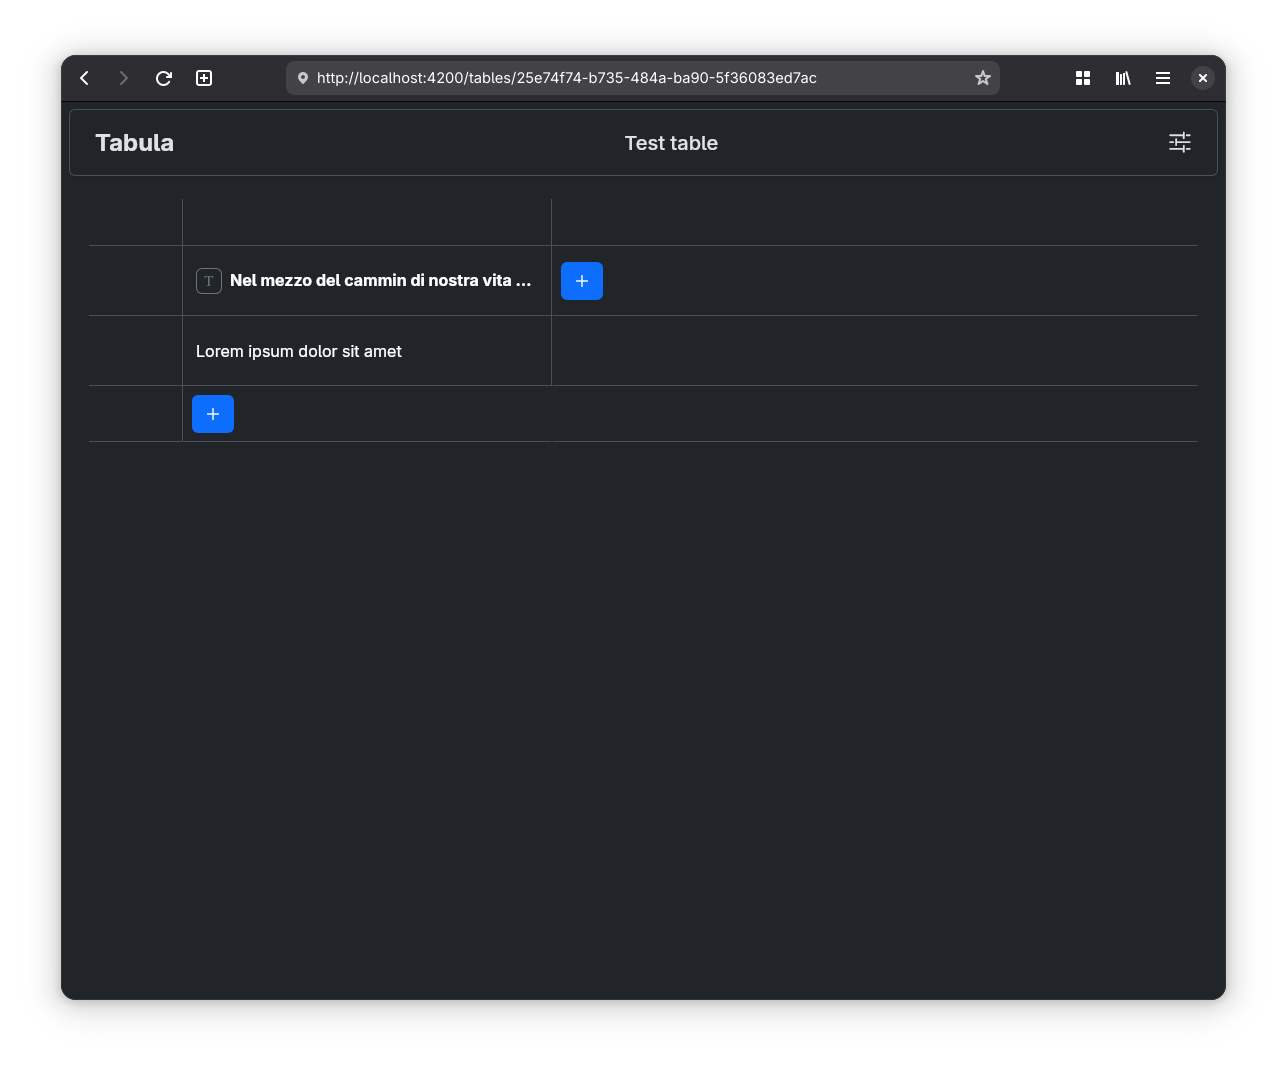 http://localhost:4200/tables/25e74f74-b735-484a-ba90-5f36083ed7ac
Tabula
Test table
T Nel mezzo del cammin di nostra vita ...
Lorem ipsum dolor sit amet